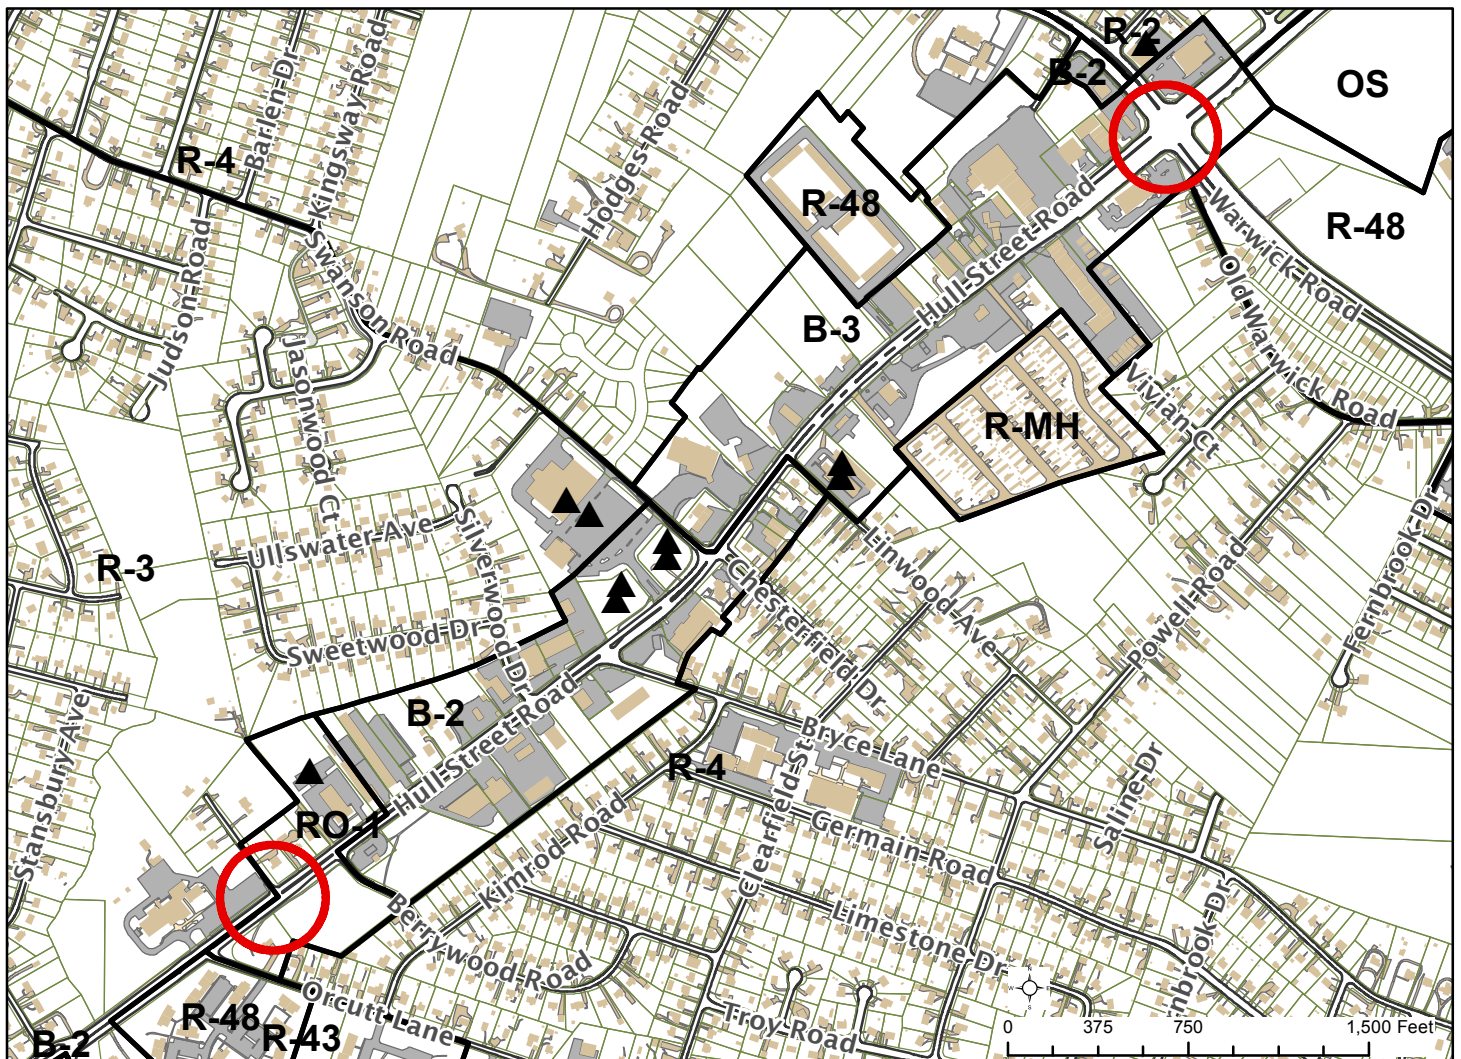 R-2
B-2
OS
Barlen-Dr
S-Kingsway-Road
R-4
Hodges-Road
R-48
Hull-Street-Road
Warwick-Road
R-48
Judson-Road
Swanson-Road
Old-Warwick Road
B-3
Jasonwood Ct
Vivian-Ct
R-MH
Ullswater-Ave
Silverwood-Dr
R-3
Linwood-Ave
Powell-Road
Fernbrook-Dr
Sweetwood-Dr
Chesterfield-Dr
B-2
Hull-Street-Road
Stansbury-Ave
Bryce-Lane
R-4
Clearfield-St
Saliner-Dr
RO-1
Germain-Road
Kimrod-Road
Berrywood-Road
Limestone-Dr
rnbrook-Dr
Orcutt-Lane
Troy-Road
R-48
R-43
B-2
N
W
E
S
0 375 750 1,500 Feet